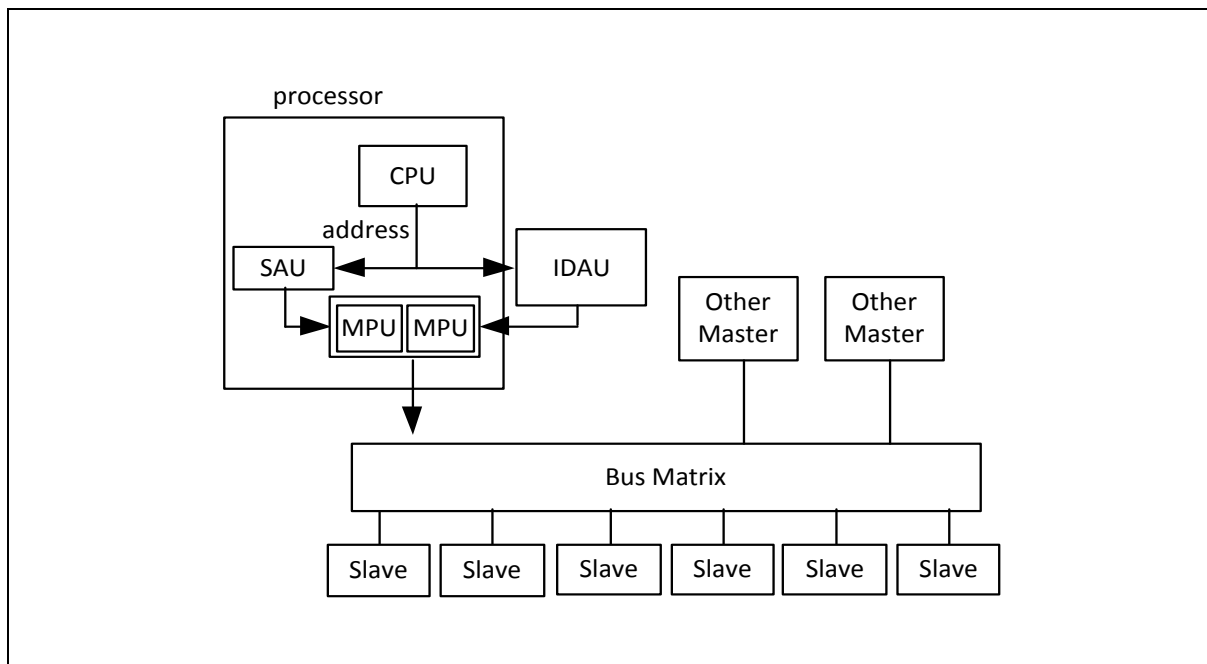 processor
CPU
address
SAU
IDAU
MPU
MPU
Other
Master
Other
Master
Bus Matrix
Slave
Slave
Slave
Slave
Slave
Slave